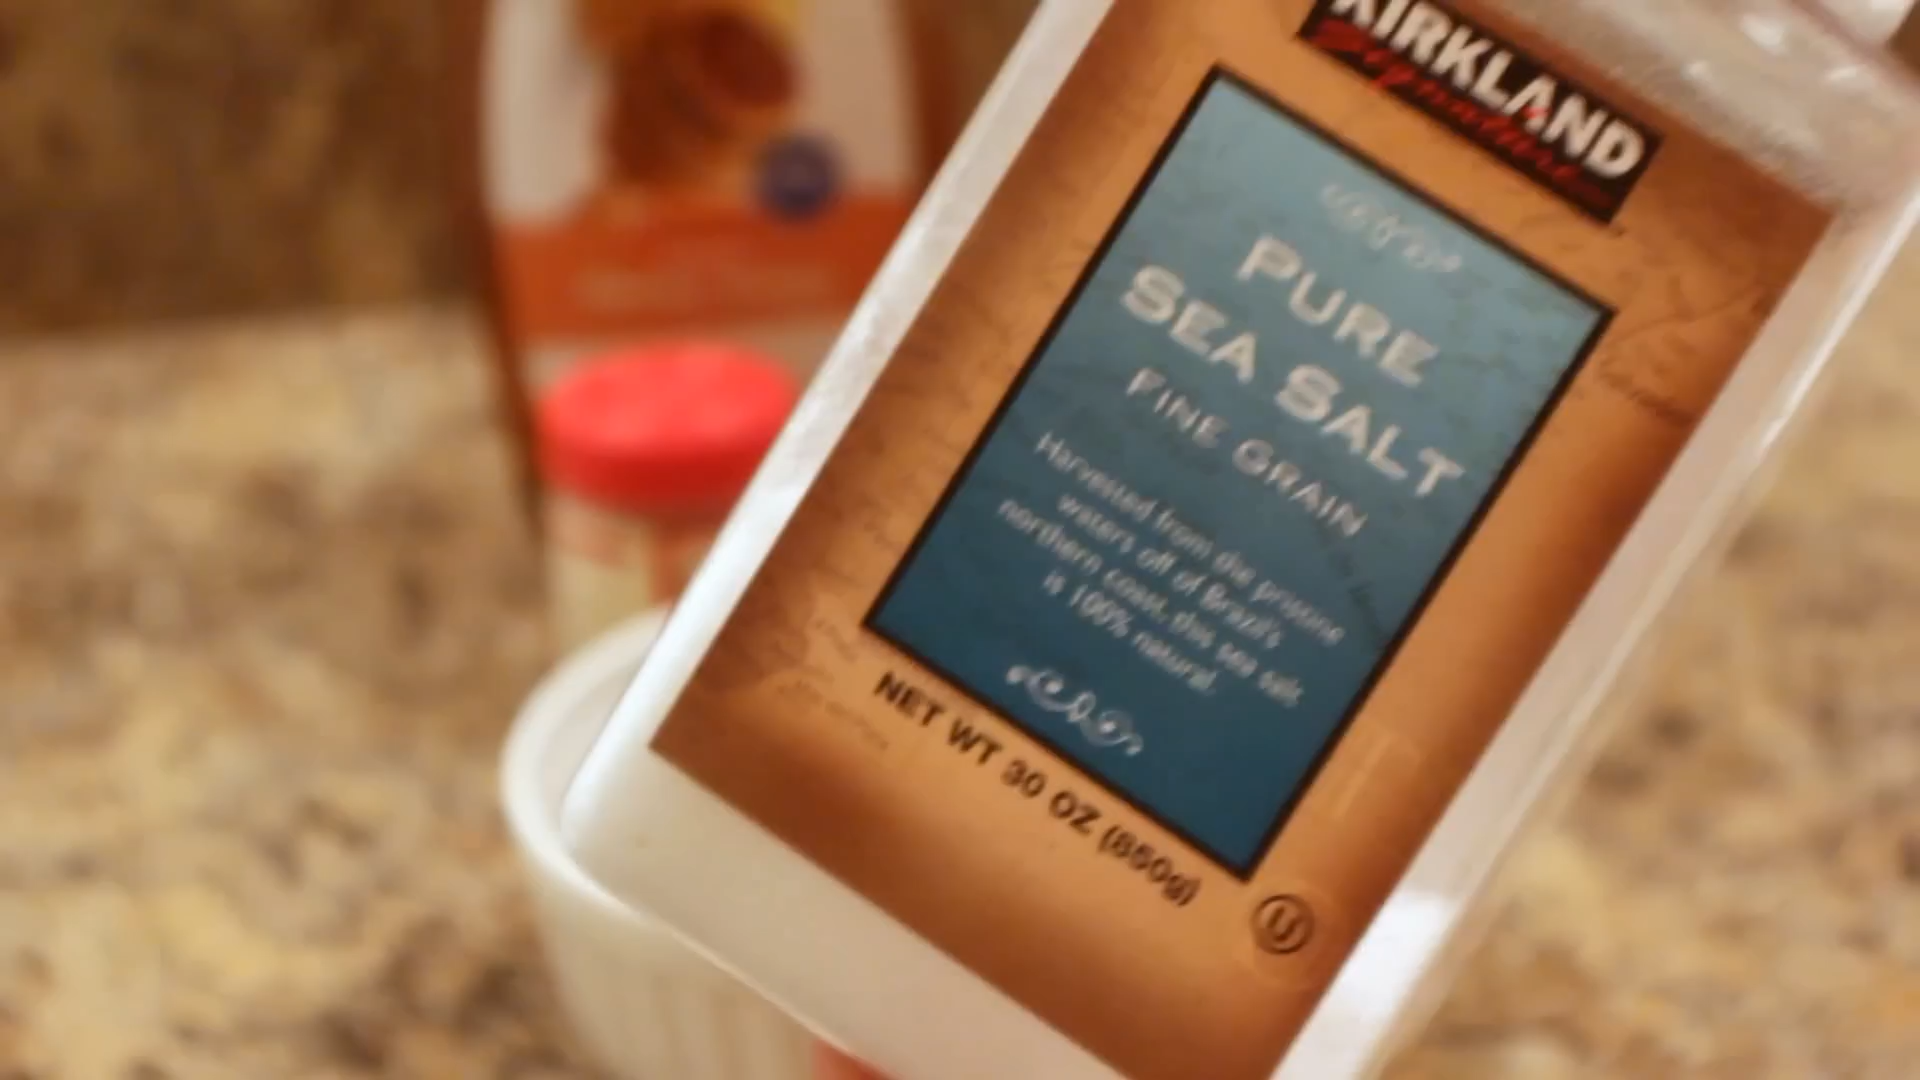 KIRKLAND
Signature
PURE
SEA SALT
FINE GRAIN
Harvested from the pristine
waters off of Brazil's
northern coast, this sea salt
is 100% natural.
NET WT 30 OZ (850g)
U